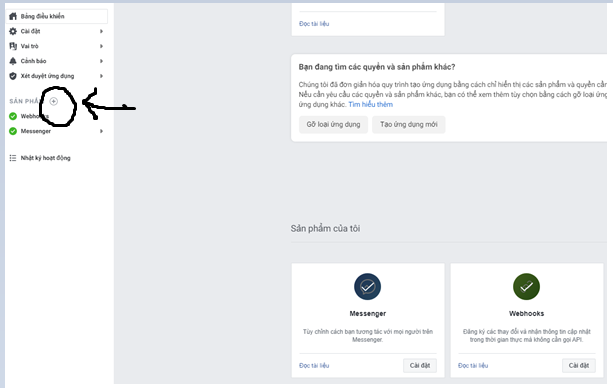 Bảng điều khiển
Cài đặt
Vai trò
Cảnh báo
Xét duyệt ứng dụng
SẢN PHẨM
Webhooks
Messenger
Nhật ký hoạt động
Đọc tài liệu
Bạn đang tìm các quyền và sản phẩm khác?
Chúng tôi đã đơn giản hóa quy trình tạo ứng dụng bằng cách chỉ hiển thị các sản phẩm và quyền cần
Nếu cần yêu cầu các quyền và sản phẩm khác, bạn có thể xem thêm tùy chọn bằng cách gỡ loại ứng
ứng dụng khác. Tìm hiểu thêm
Gỡ loại ứng dụng Tạo ứng dụng mới
Sản phẩm của tôi
Messenger
Tùy chỉnh cách bạn tương tác với mọi người trên
Messenger
Đọc tài liệu Cài đặt
Webhooks
Đăng ký các thay đổi và nhận thông tin cập nhật
trong thời gian thực mà không cần gọi API.
Đọc tài liệu Cài đặt